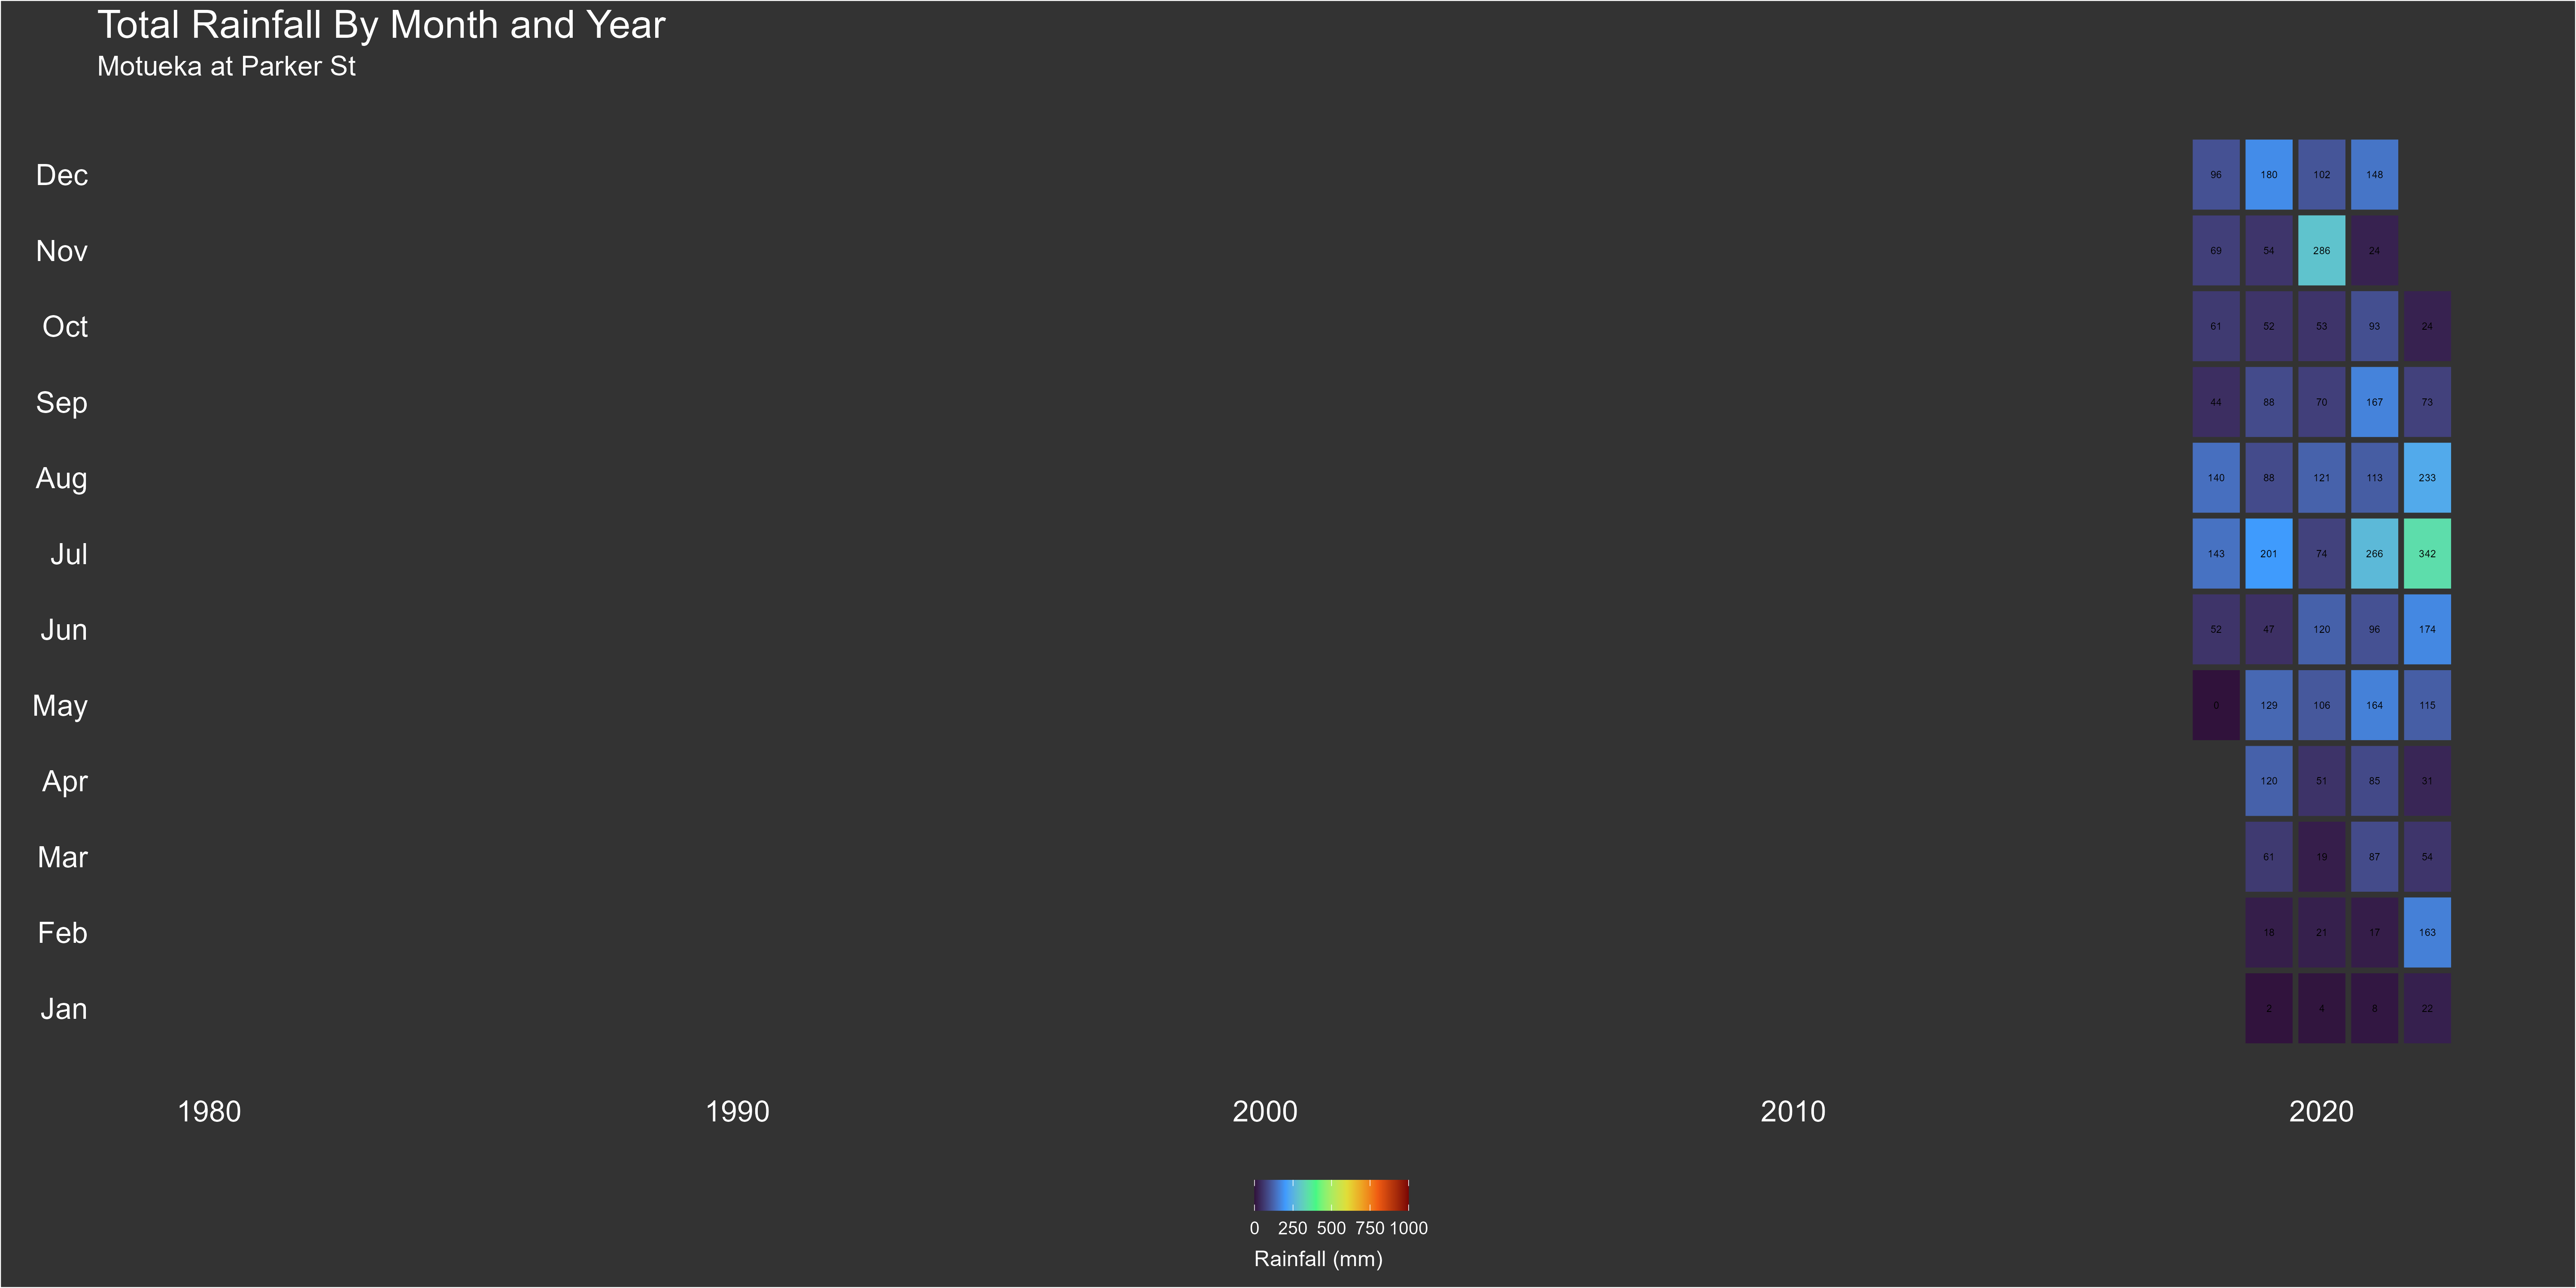 Total Rainfall By Month and Year
Motueka at Parker St
Dec 96 180 102 148
Nov 69 54 286 24
Oct 61 52 53 93 24
Sep 44 88 70 167 73
Aug 140 88 121 113 233
Jul 143 201 74 266 342
Jun 52 47 120 96 174
May 0 129 106 164 115
Apr 120 51 85 31
Mar 61 19 87 54
Feb 18 21 17 163
Jan 2 4 8 22
1980 1990 2000 2010 2020
0 250 500 750 1000
Rainfall (mm)